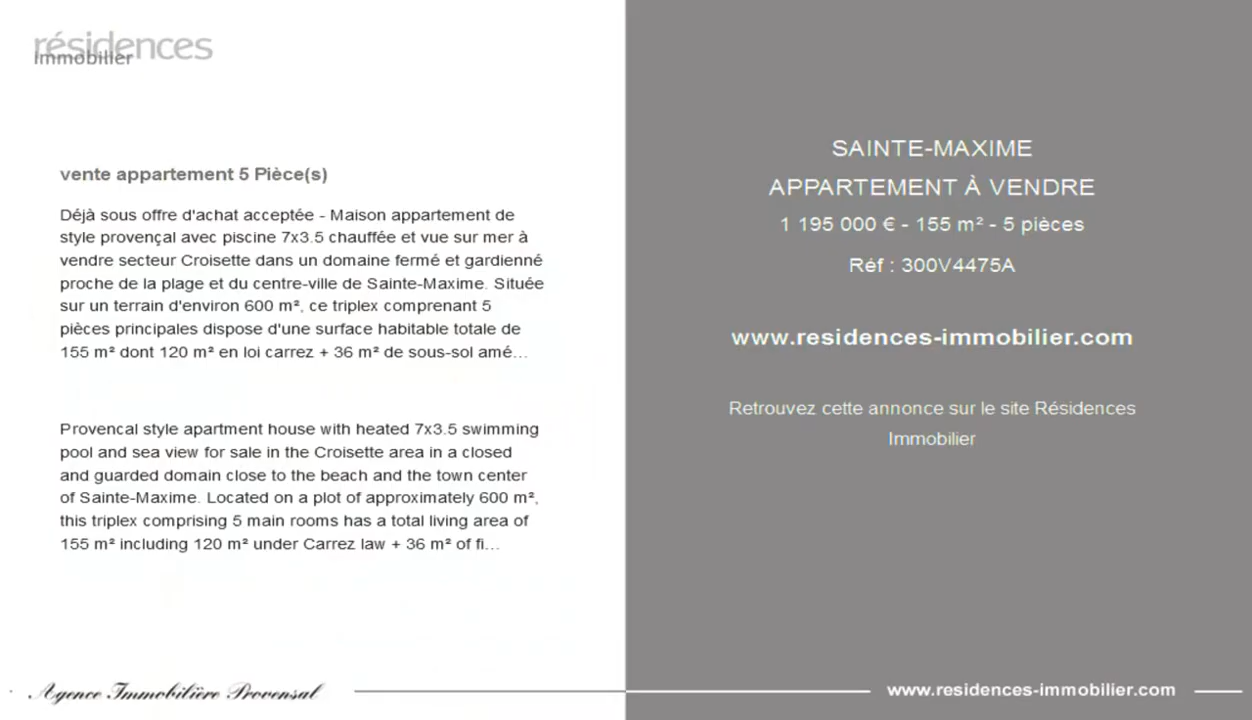 résidences
Immobilier
vente appartement 5 Pièce(s)
Déjà sous offre d'achat acceptée - Maison appartement de
style provençal avec piscine 7x3.5 chauffée et vue sur mer à
vendre secteur Croisette dans un domaine fermé et gardienné
proche de la plage et du centre-ville de Sainte-Maxime. Située
sur un terrain d'environ 600 m², ce triplex comprenant 5
pièces principales dispose d'une surface habitable totale de
155 m² dont 120 m² en loi carrez + 36 m² de sous-sol amé...
Provencal style apartment house with heated 7x3.5 swimming
pool and sea view for sale in the Croisette area in a closed
and guarded domain close to the beach and the town center
of Sainte-Maxime. Located on a plot of approximately 600 m²,
this triplex comprising 5 main rooms has a total living area of
155 m² including 120 m² under Carrez law + 36 m² of fi...
Agence Immobilière Provensal
SAINTE-MAXIME
APPARTEMENT À VENDRE
1 195 000 € - 155 m² - 5 pièces
Réf : 300V4475A
www.residences-immobilier.com
Retrouvez cette annonce sur le site Résidences
Immobilier
www.residences-immobilier.com